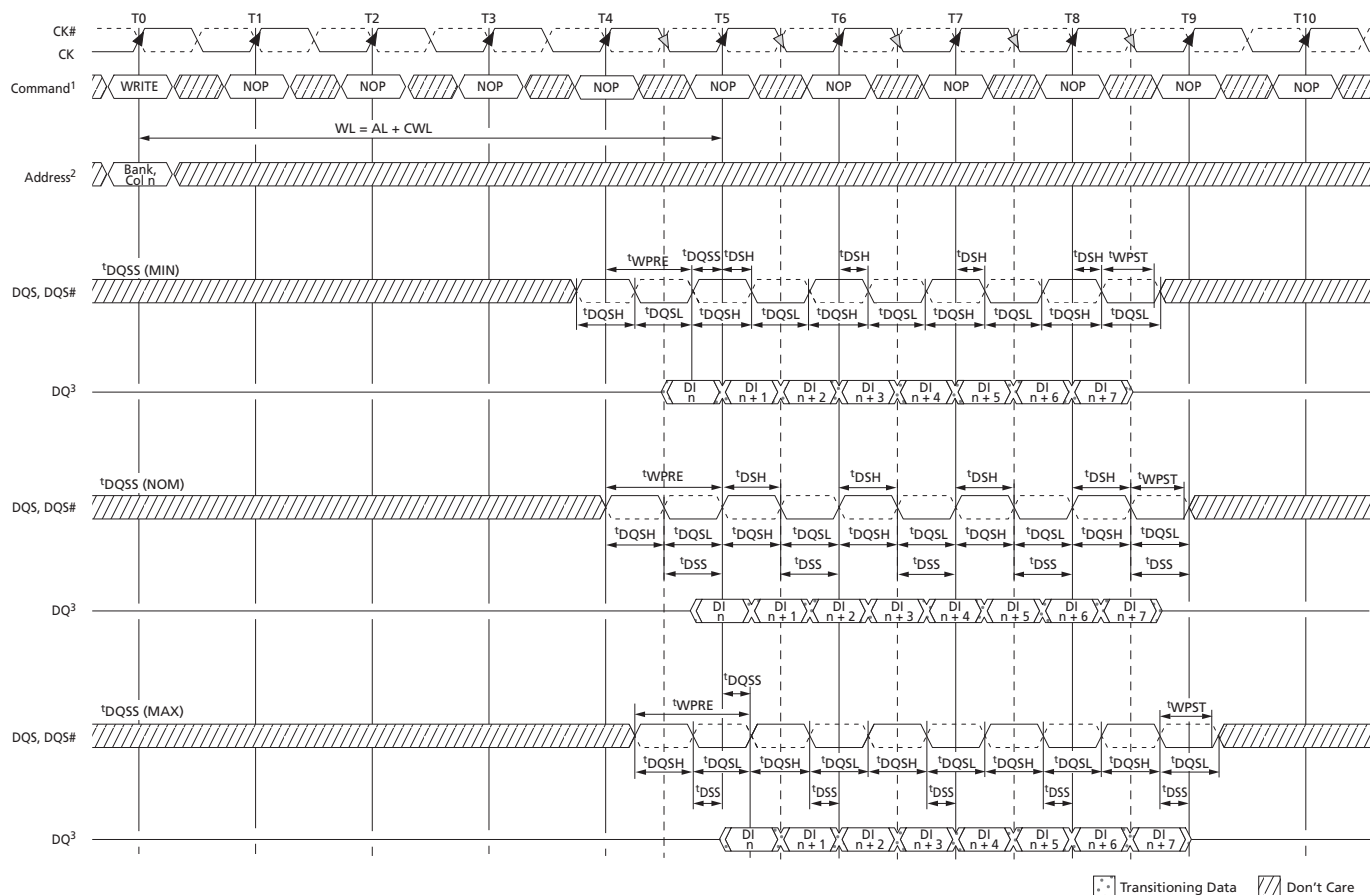 T0 T1 T2 T3 T4 T5 T6 T7 T8 T9 T10
CK#
CK
Command1 WRITE NOP NOP NOP NOP NOP NOP NOP NOP NOP NOP
WL = AL + CWL
Address2 Bank,
Col n
tDQSS (MIN) tWPRE tDQSS tDSH tDSH tDSH tDSH tWPST
DQS, DQS#
tDQSH tDQSL tDQSH tDQSL tDQSH tDQSL tDQSH tDQSL tDQSH tDQSL
DQ3 DI DI DI DI DI DI DI DI
n n + 1 n + 2 n + 3 n + 4 n + 5 n + 6 n + 7
tDQSS (NOM) tWPRE tDSH tDSH tDSH tDSH tWPST
DQS, DQS#
tDQSH tDQSL tDQSH tDQSL tDQSH tDQSL tDQSH tDQSL tDQSH tDQSL
tDSS tDSS tDSS tDSS tDSS
DQ3 DI DI DI DI DI DI DI DI
n n + 1 n + 2 n + 3 n + 4 n + 5 n + 6 n + 7
tDQSS
tDQSS (MAX) tWPRE tWPST
DQS, DQS#
tDQSH tDQSL tDQSH tDQSL tDQSH tDQSL tDQSH tDQSL tDQSH tDQSL
tDSS tDSS tDSS tDSS tDSS
DQ3 DI DI DI DI DI DI DI DI
n n + 1 n + 2 n + 3 n + 4 n + 5 n + 6 n + 7
Transitioning Data Don't Care